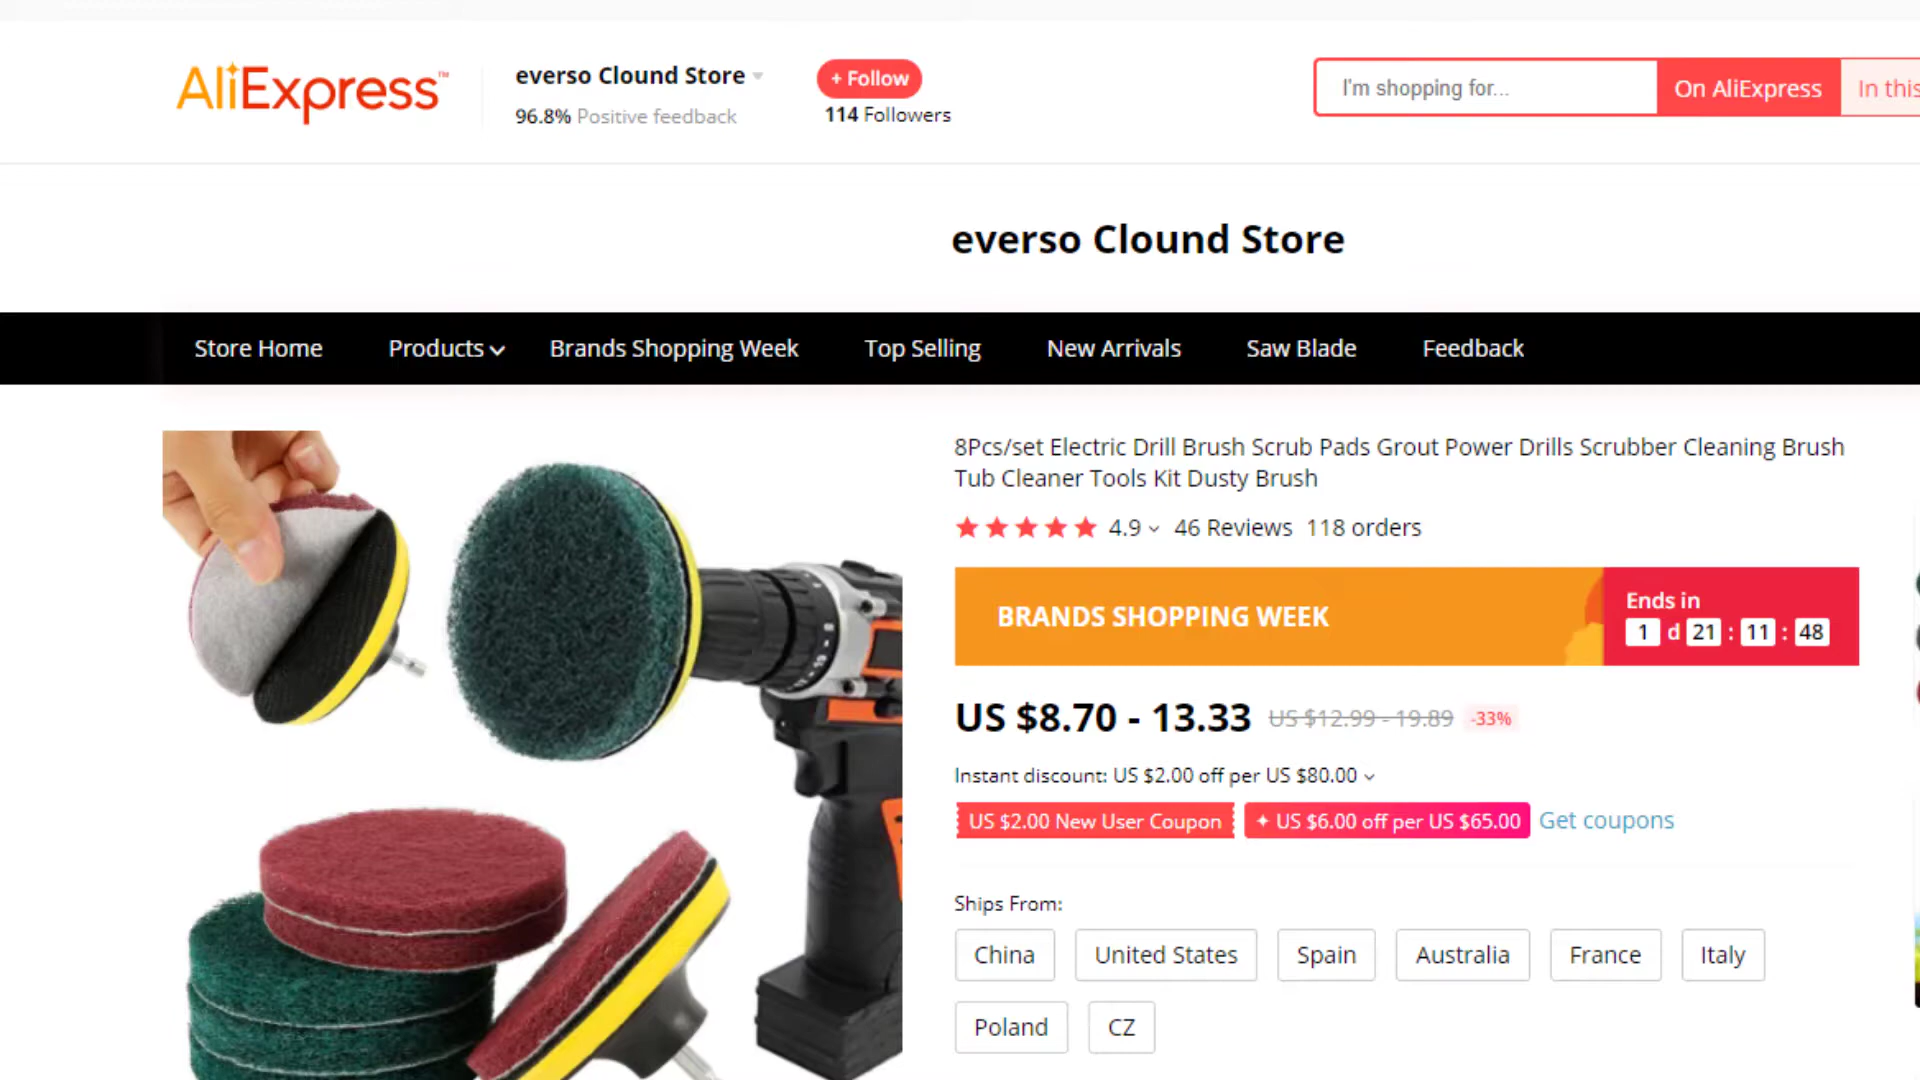 AliExpress™
everso Clound Store
96.8% Positive feedback
+ Follow
114 Followers
I'm shopping for...
On AliExpress
In this
everso Clound Store
Store Home
Products
Brands Shopping Week
Top Selling
New Arrivals
Saw Blade
Feedback
8Pcs/set Electric Drill Brush Scrub Pads Grout Power Drills Scrubber Cleaning Brush
Tub Cleaner Tools Kit Dusty Brush
4.9 46 Reviews 118 orders
BRANDS SHOPPING WEEK
Ends in
1 d 21 : 11 : 48
US $8.70 - 13.33 US $12.99 - 19.89 -33%
Instant discount: US $2.00 off per US $80.00
US $2.00 New User Coupon
US $6.00 off per US $65.00
Get coupons
Ships From:
China
United States
Spain
Australia
France
Italy
Poland
CZ